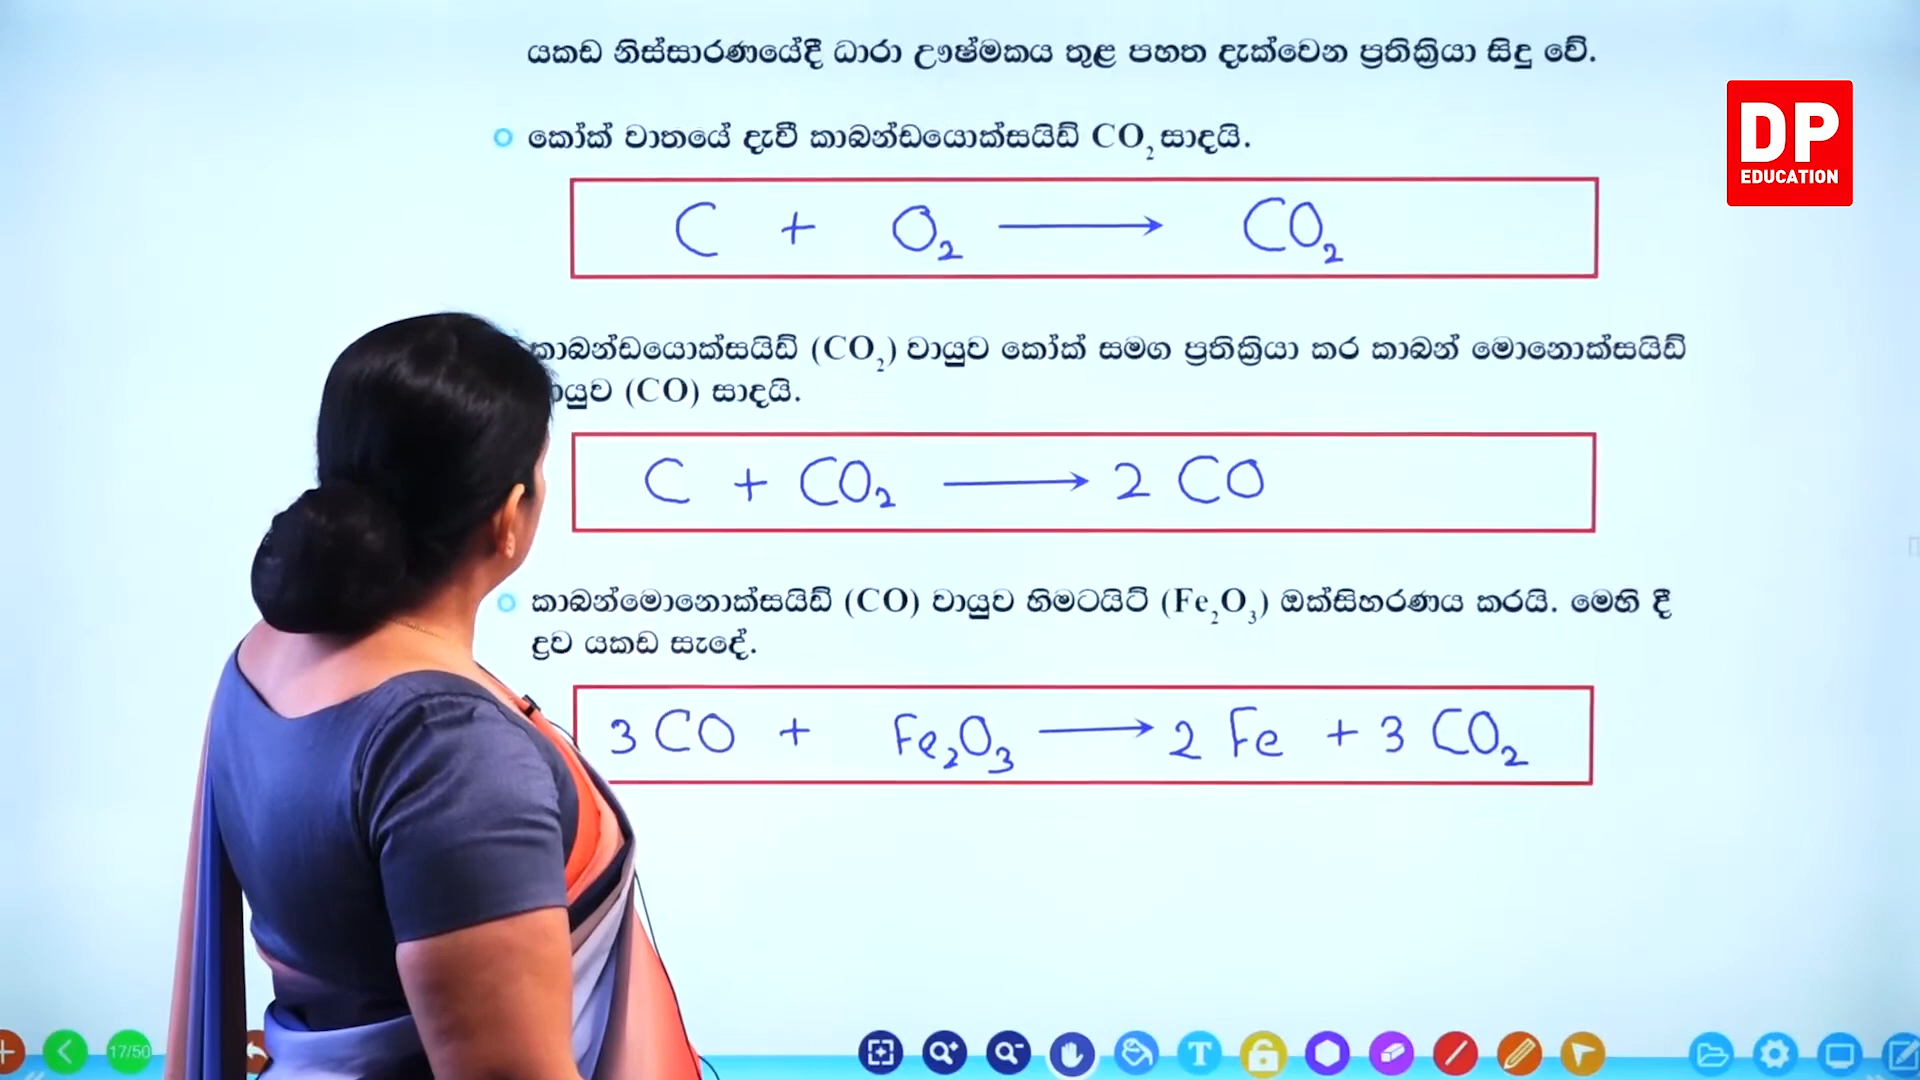 යකඩ නිස්සාරණයේදී ධාරා ඌෂ්මකය තුළ පහත දැක්වෙන ප්‍රතික්‍රියා සිදු වේ.
DP
EDUCATION
කෝක් වාතයේ දැවී කාබන්ඩයොක්සයිඩ් CO₂ සාදයි.
C + O₂ ⟶ CO₂
කාබන්ඩයොක්සයිඩ් (CO₂) වායුව කෝක් සමග ප්‍රතික්‍රියා කර කාබන් මොනොක්සයිඩ්
(CO) සාදයි.
C + CO₂ ⟶ 2 CO
කාබන්මොනොක්සයිඩ් (CO) වායුව හිමටයිට් (Fe₂O₃) ඔක්සිහරණය කරයි. මෙහි දී
ද්‍රව යකඩ සැදේ.
3 CO + Fe₂O₃ ⟶ 2 Fe + 3 CO₂
17/50
T